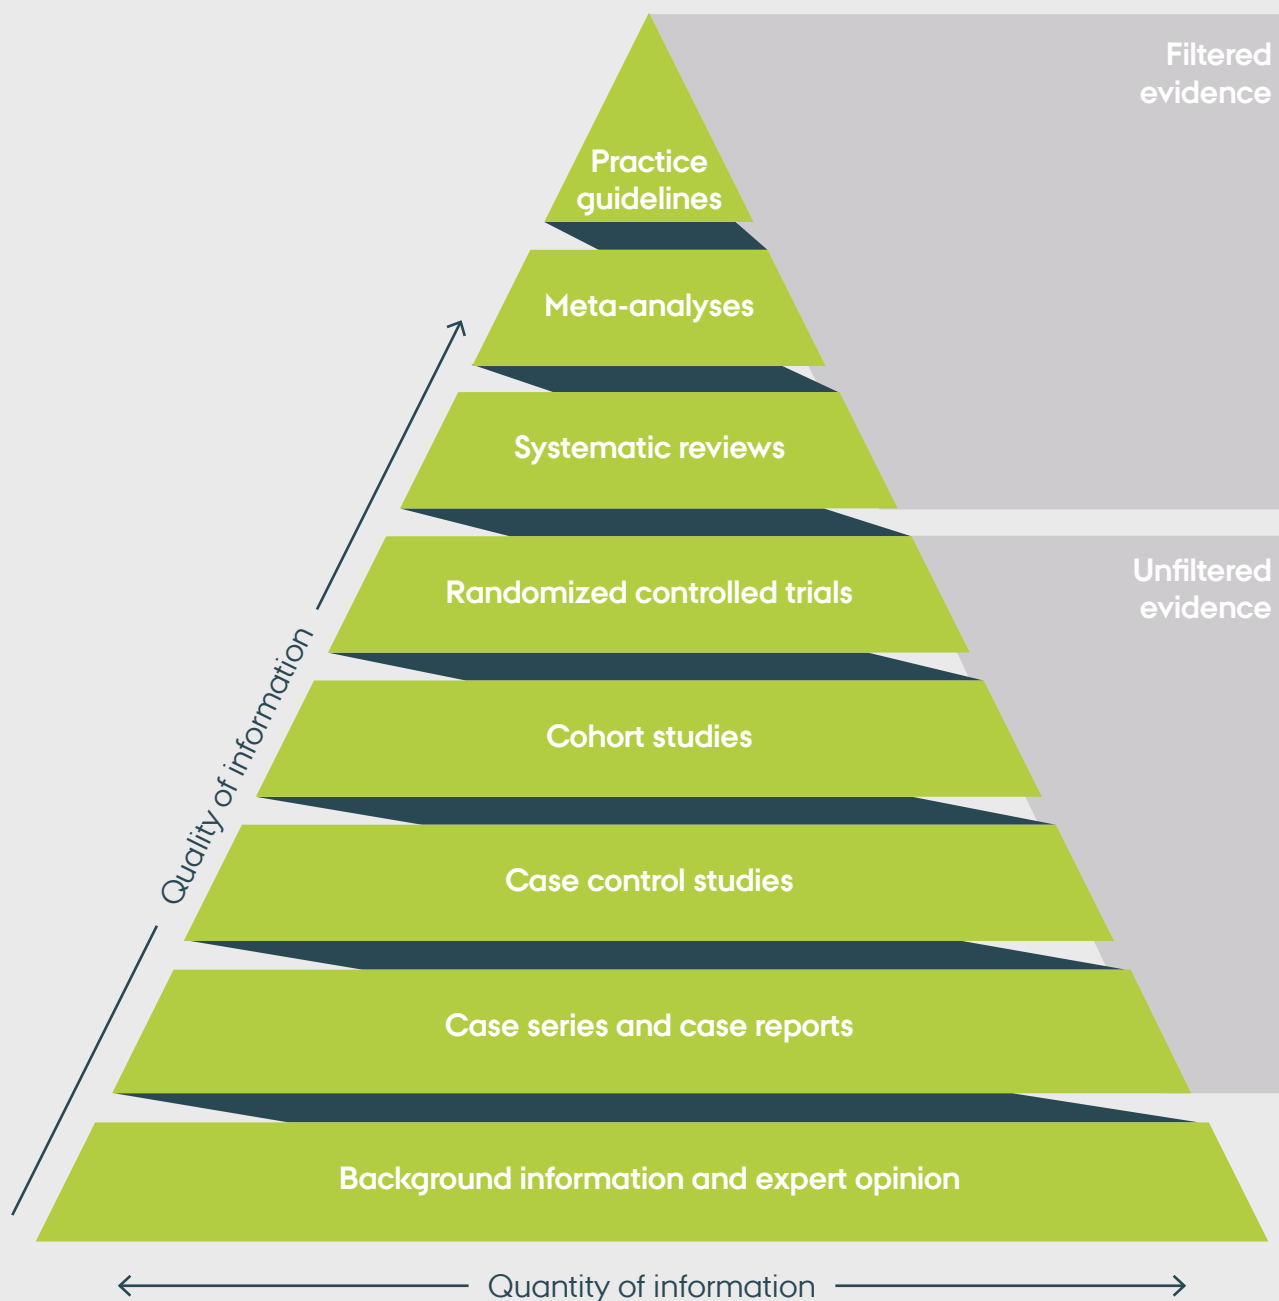 Filtered
evidence
Practice
guidelines
Meta-analyses
Systematic reviews
Unfiltered
evidence
Randomized controlled trials
Cohort studies
Quality of information
Case control studies
Case series and case reports
Background information and expert opinion
Quantity of information